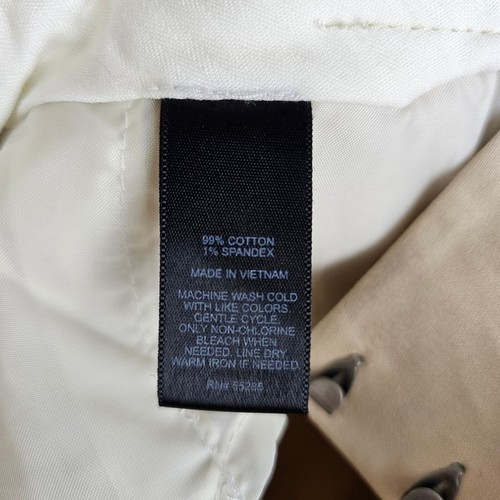 99% COTTON
1% SPANDEX
MADE IN VIETNAM
MACHINE WASH COLD
WITH LIKE COLORS.
GENTLE CYCLE.
ONLY NON-CHLORINE
BLEACH WHEN
NEEDED. LINE DRY.
WARM IRON IF NEEDED.
RN# 55285